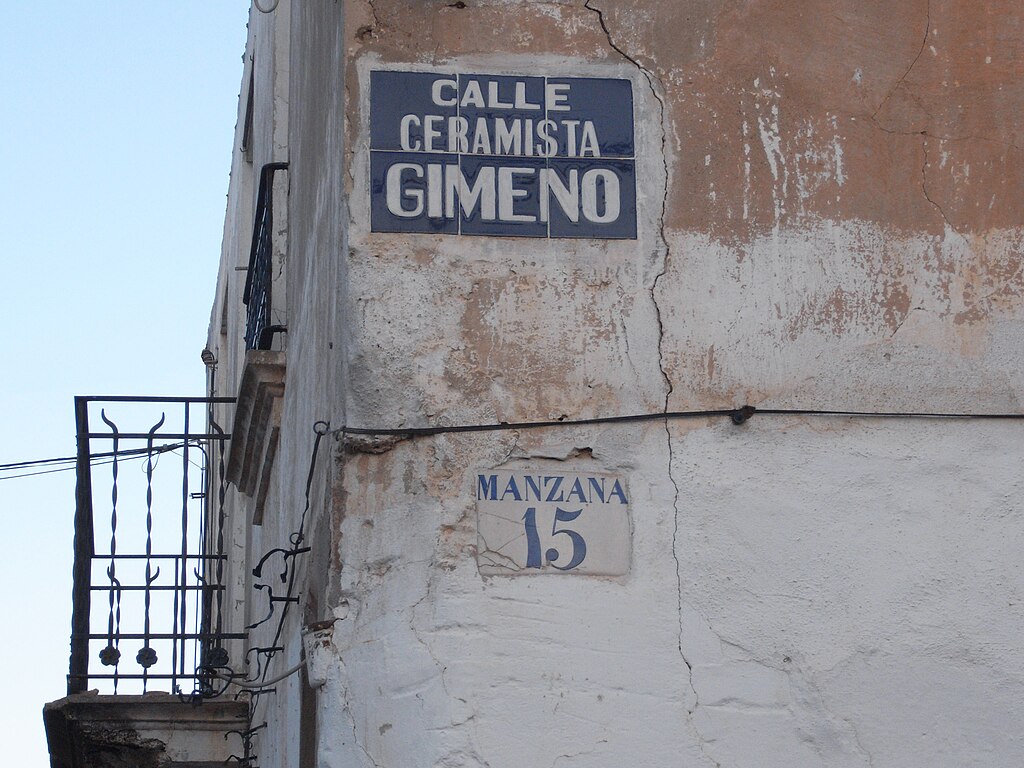 CALLE
CERAMISTA
GIMENO
MANZANA
15